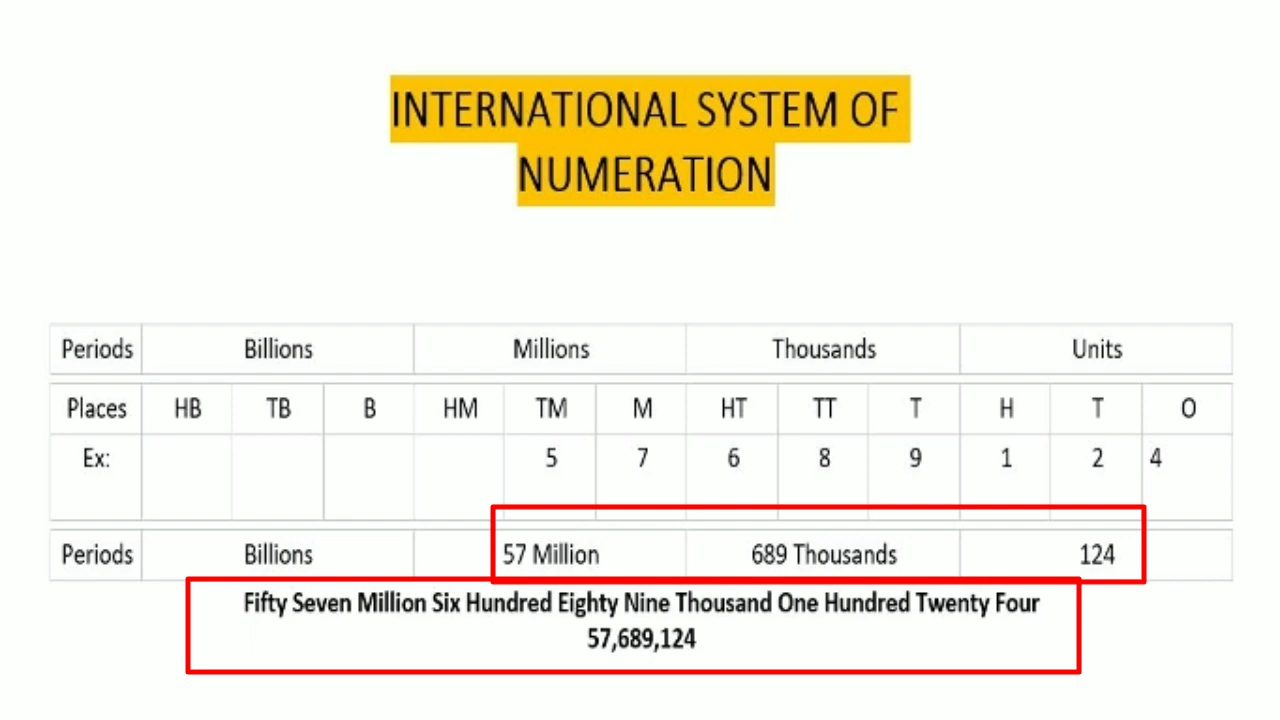 INTERNATIONAL SYSTEM OF
NUMERATION
Periods Billions Millions Thousands Units
Places HB TB B HM TM M HT TT T H T O
Ex: 5 7 6 8 9 1 2 4
Periods Billions 57 Million 689 Thousands 124
Fifty Seven Million Six Hundred Eighty Nine Thousand One Hundred Twenty Four
57,689,124